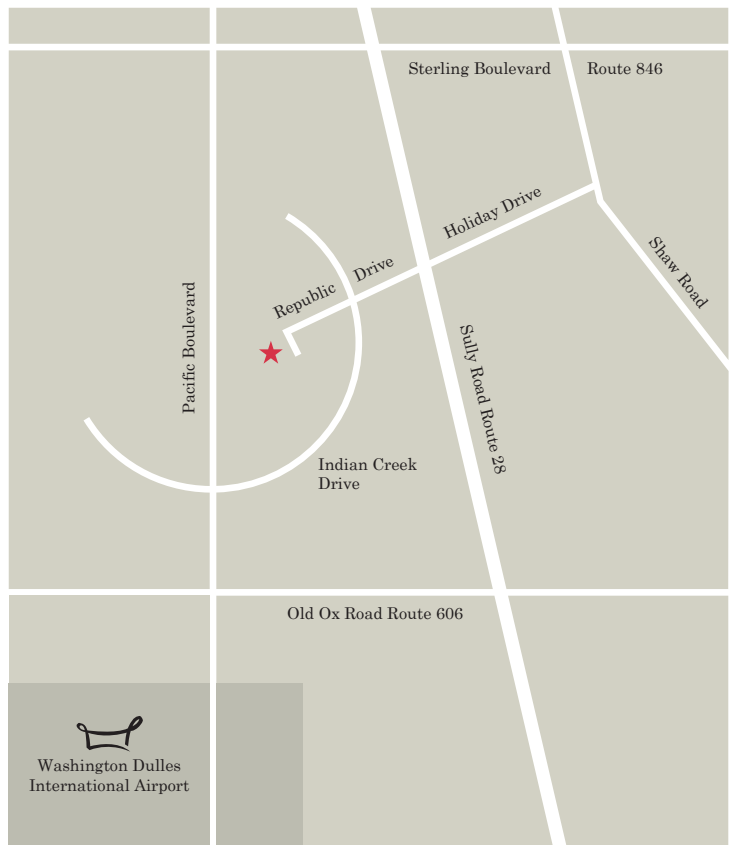 Sterling Boulevard
Route 846
Holiday Drive
Republic Drive
Shaw Road
Pacific Boulevard
Sully Road Route 28
Indian Creek
Drive
Old Ox Road Route 606
Washington Dulles
International Airport